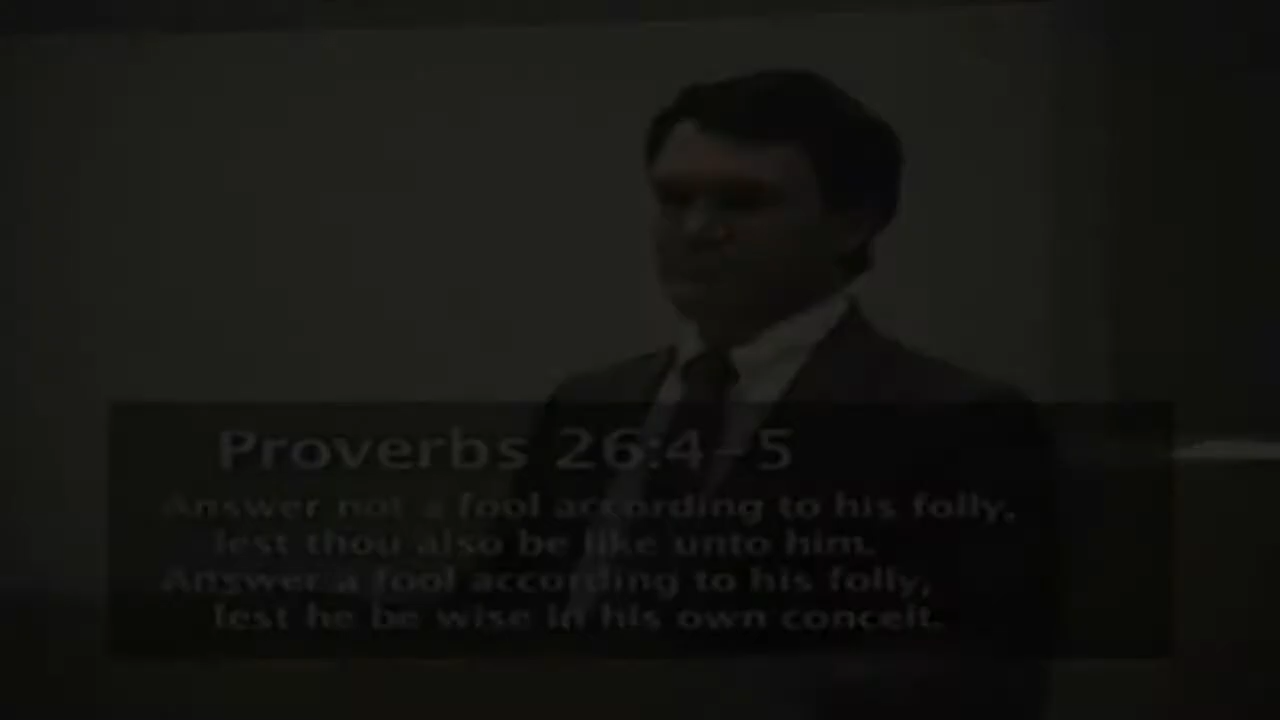 Proverbs 26:4-5
Answer not a fool according to his folly,
lest thou also be like unto him.
Answer a fool according to his folly,
lest he be wise in his own conceit.